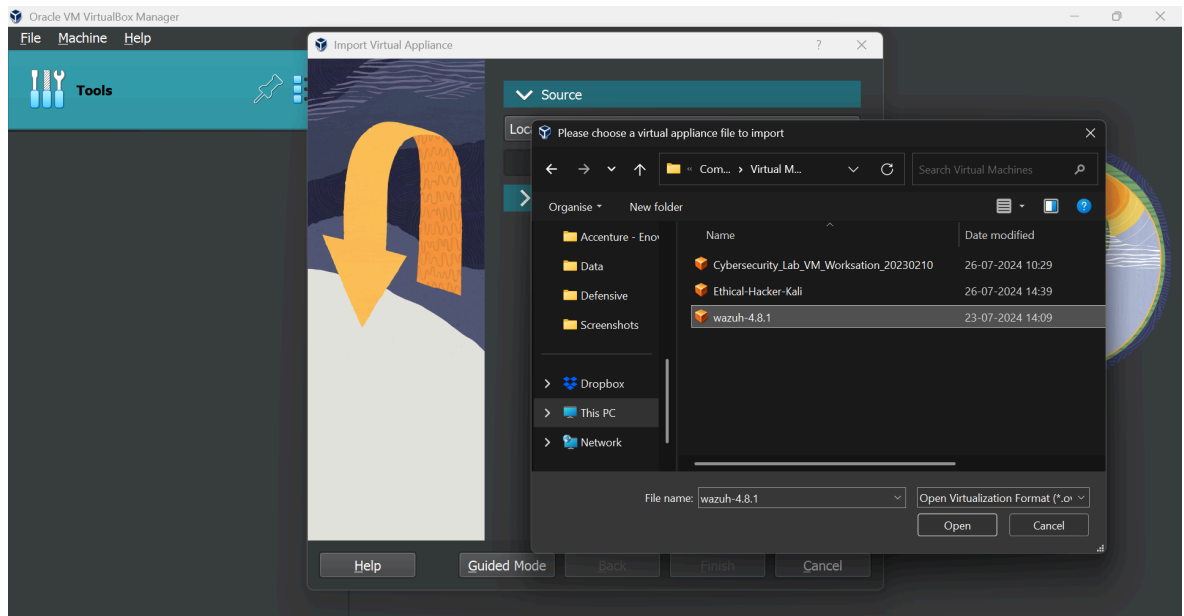 Oracle VM VirtualBox Manager
File Machine Help
Tools
Import Virtual Appliance
?
Source
Loc
Please choose a virtual appliance file to import
« Com... › Virtual M...
Search Virtual Machines
Organise New folder
?
Name Date modified
Accenture - Eno
Data
Defensive
Screenshots
Dropbox
This PC
Network
Cybersecurity_Lab_VM_Worksation_20230210 26-07-2024 10:29
Ethical-Hacker-Kali 26-07-2024 14:39
wazuh-4.8.1 23-07-2024 14:09
File name: wazuh-4.8.1 Open Virtualization Format (*.ov
Open Cancel
Help Guided Mode Back Finish Cancel